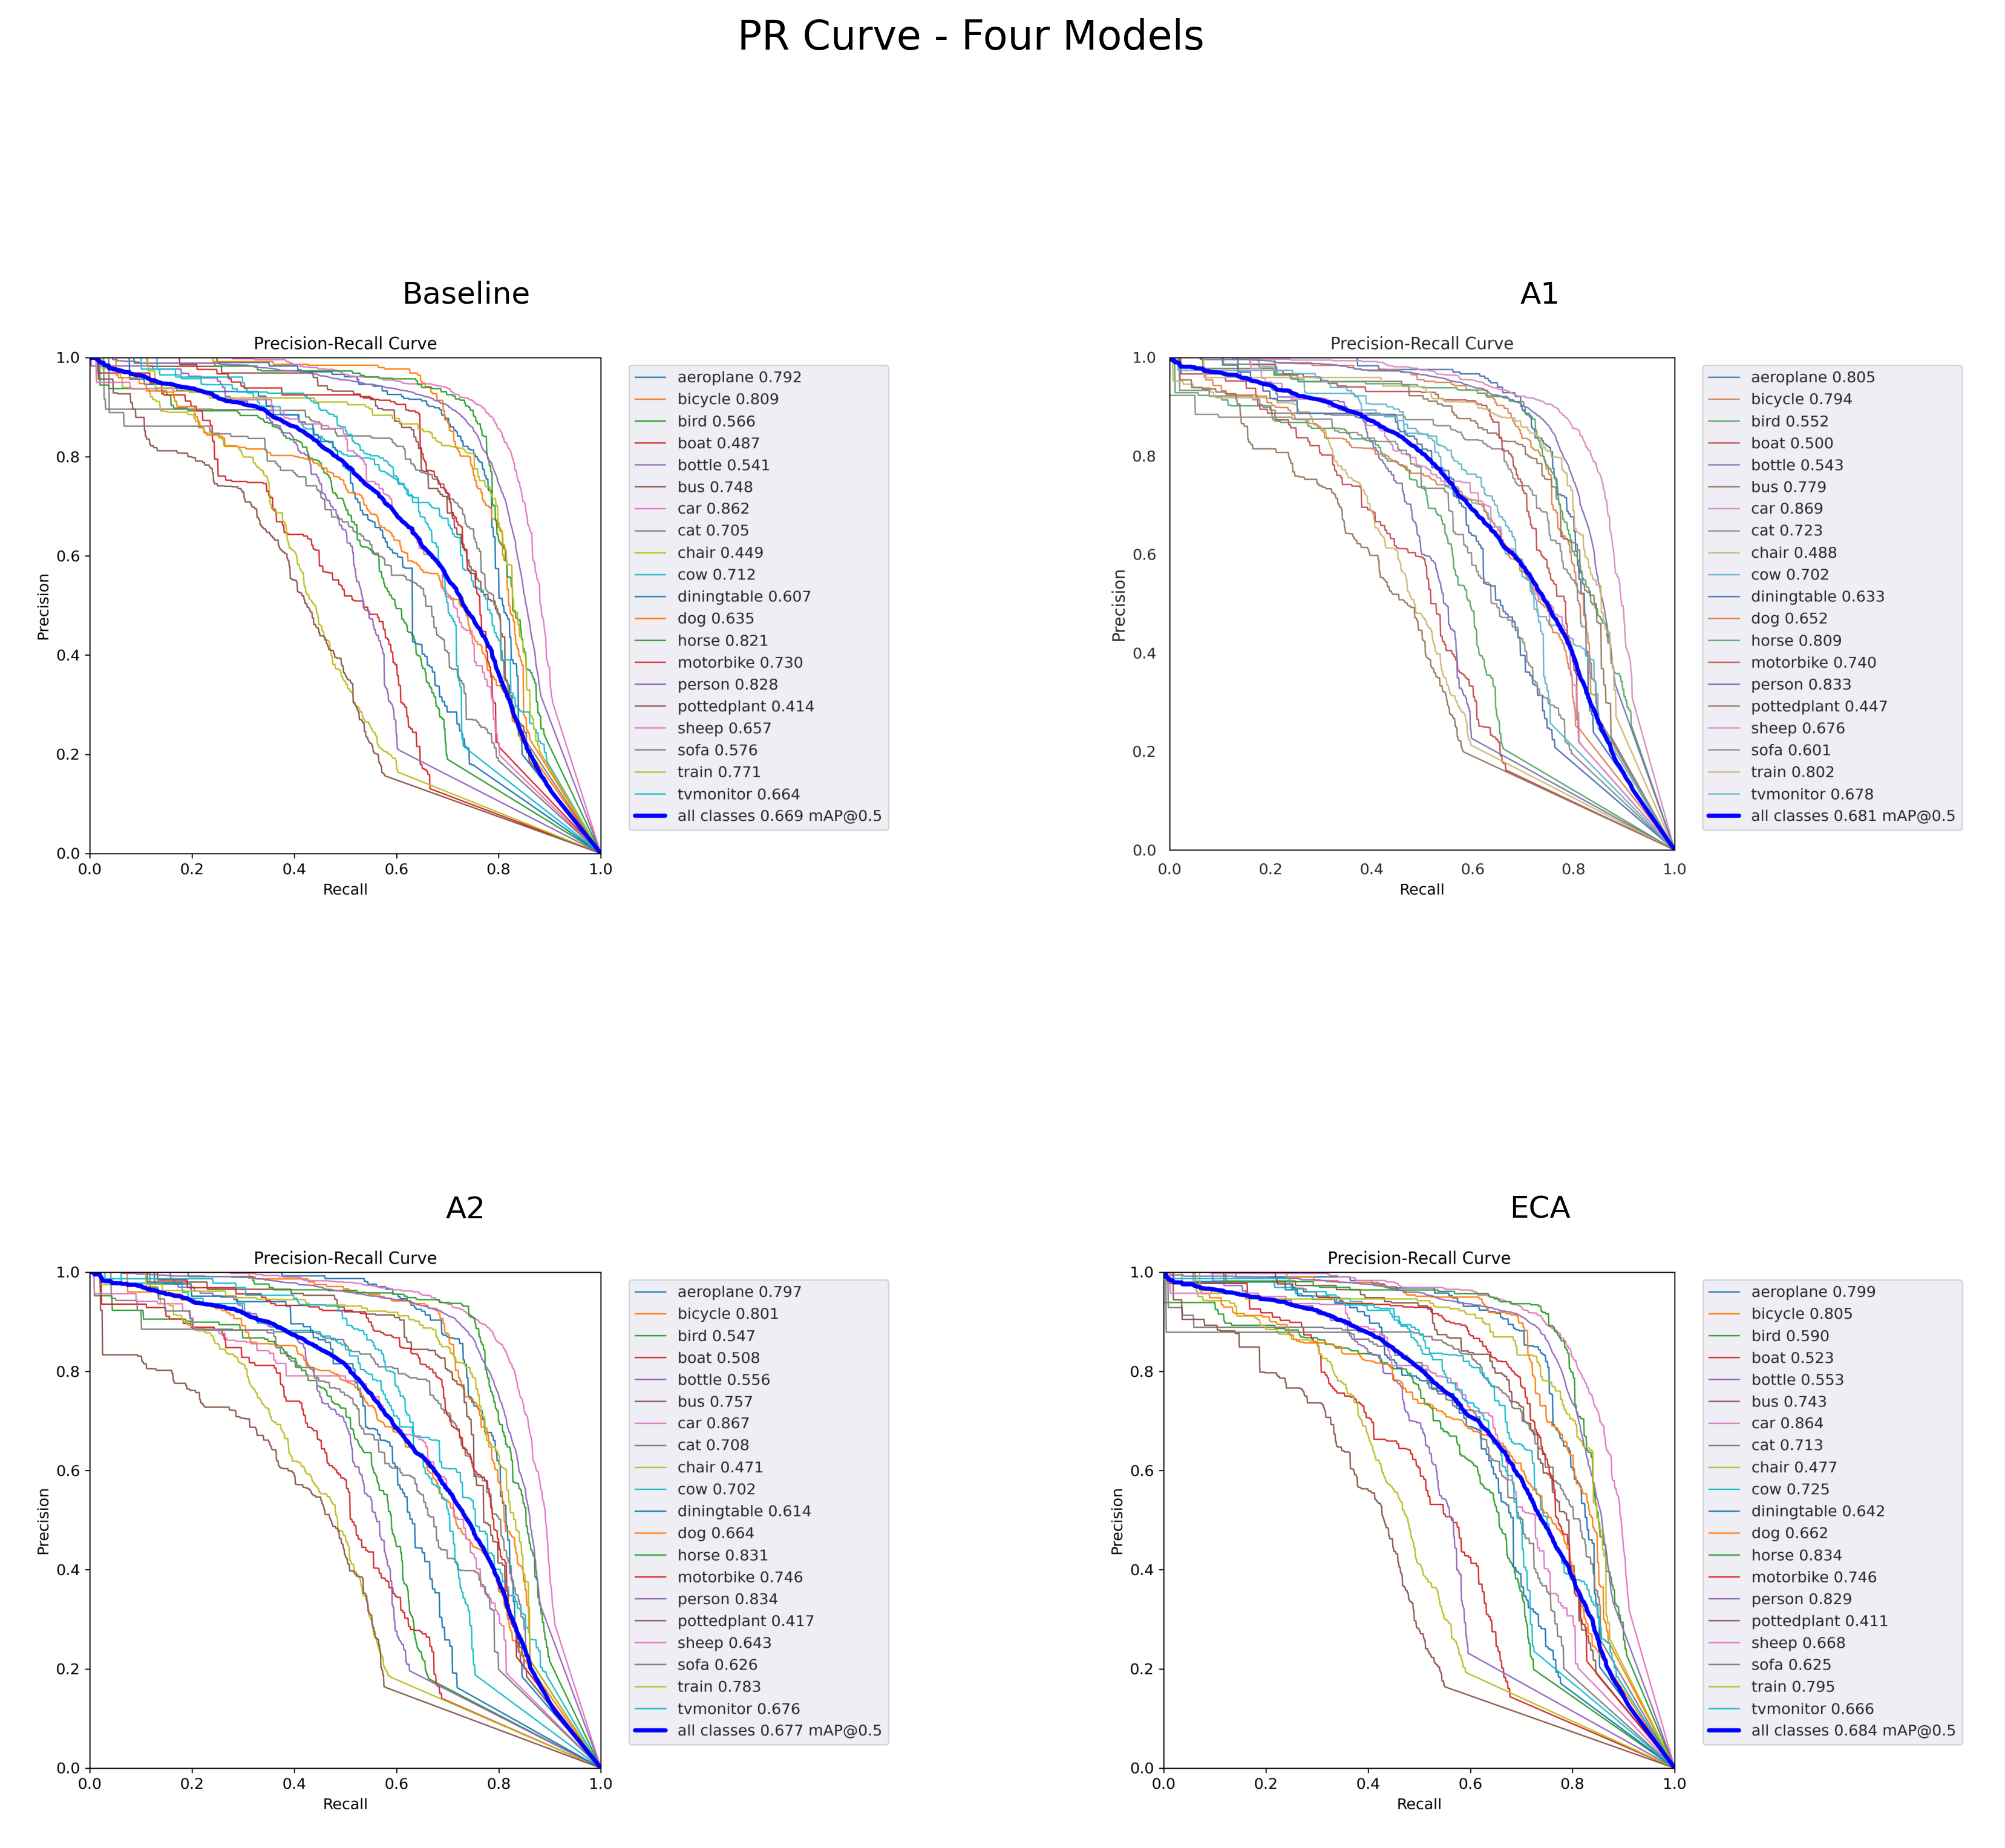 PR Curve - Four Models
Baseline
Precision-Recall Curve
1.0
0.8
0.6
0.4
0.2
0.0
Precision
0.0 0.2 0.4 0.6 0.8 1.0
Recall
aeroplane 0.792
bicycle 0.809
bird 0.566
boat 0.487
bottle 0.541
bus 0.748
car 0.862
cat 0.705
chair 0.449
cow 0.712
diningtable 0.607
dog 0.635
horse 0.821
motorbike 0.730
person 0.828
pottedplant 0.414
sheep 0.657
sofa 0.576
train 0.771
tvmonitor 0.664
all classes 0.669 mAP@0.5
A1
Precision-Recall Curve
1.0
0.8
0.6
0.4
0.2
0.0
Precision
0.0 0.2 0.4 0.6 0.8 1.0
Recall
aeroplane 0.805
bicycle 0.794
bird 0.552
boat 0.500
bottle 0.543
bus 0.779
car 0.869
cat 0.723
chair 0.488
cow 0.702
diningtable 0.633
dog 0.652
horse 0.809
motorbike 0.740
person 0.833
pottedplant 0.447
sheep 0.676
sofa 0.601
train 0.802
tvmonitor 0.678
all classes 0.681 mAP@0.5
A2
Precision-Recall Curve
1.0
0.8
0.6
0.4
0.2
0.0
Precision
0.0 0.2 0.4 0.6 0.8 1.0
Recall
aeroplane 0.797
bicycle 0.801
bird 0.547
boat 0.508
bottle 0.556
bus 0.757
car 0.867
cat 0.708
chair 0.471
cow 0.702
diningtable 0.614
dog 0.664
horse 0.831
motorbike 0.746
person 0.834
pottedplant 0.417
sheep 0.643
sofa 0.626
train 0.783
tvmonitor 0.676
all classes 0.677 mAP@0.5
ECA
Precision-Recall Curve
1.0
0.8
0.6
0.4
0.2
0.0
Precision
0.0 0.2 0.4 0.6 0.8 1.0
Recall
aeroplane 0.799
bicycle 0.805
bird 0.590
boat 0.523
bottle 0.553
bus 0.743
car 0.864
cat 0.713
chair 0.477
cow 0.725
diningtable 0.642
dog 0.662
horse 0.834
motorbike 0.746
person 0.829
pottedplant 0.411
sheep 0.668
sofa 0.625
train 0.795
tvmonitor 0.666
all classes 0.684 mAP@0.5